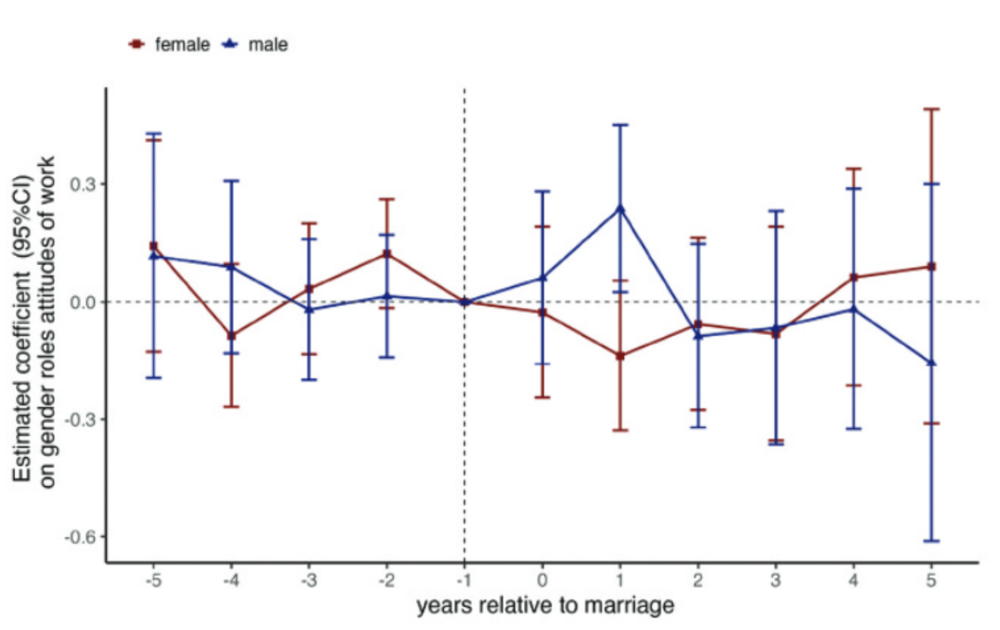 female male
Estimated coefficient (95%CI)
on gender roles attitudes of work
0.3
0.0
-0.3
-0.6
-5 -4 -3 -2 -1 0 1 2 3 4 5
years relative to marriage